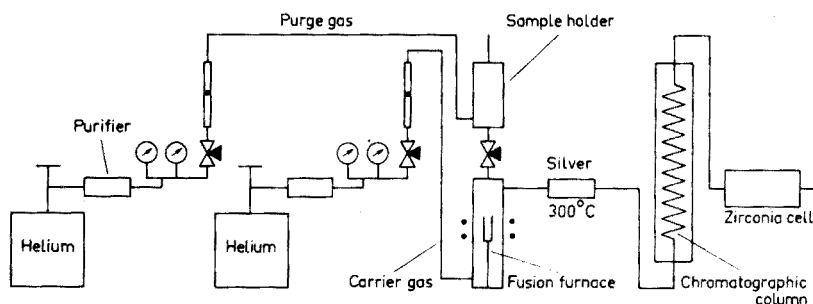 Purge gas
Sample holder
Purifier
Silver
300°C
Helium
Helium
Zirconia cell
Carrier gas
Fusion furnace
Chromatographic
column